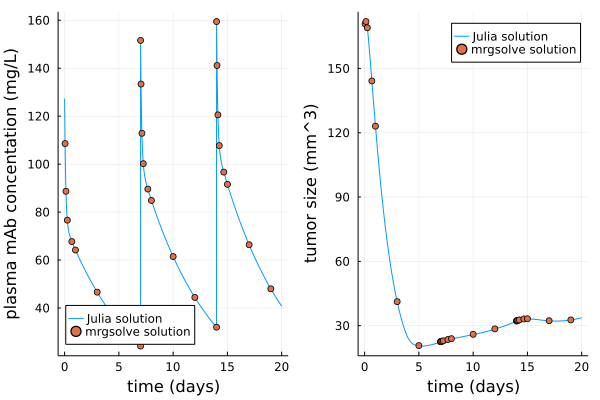 plasma mAb concentation (mg/L)
160
140
120
100
80
60
40
Julia solution
mrgsolve solution
0
5
10
15
20
time (days)
tumor size (mm^3)
150
120
90
60
30
Julia solution
mrgsolve solution
0
5
10
15
20
time (days)